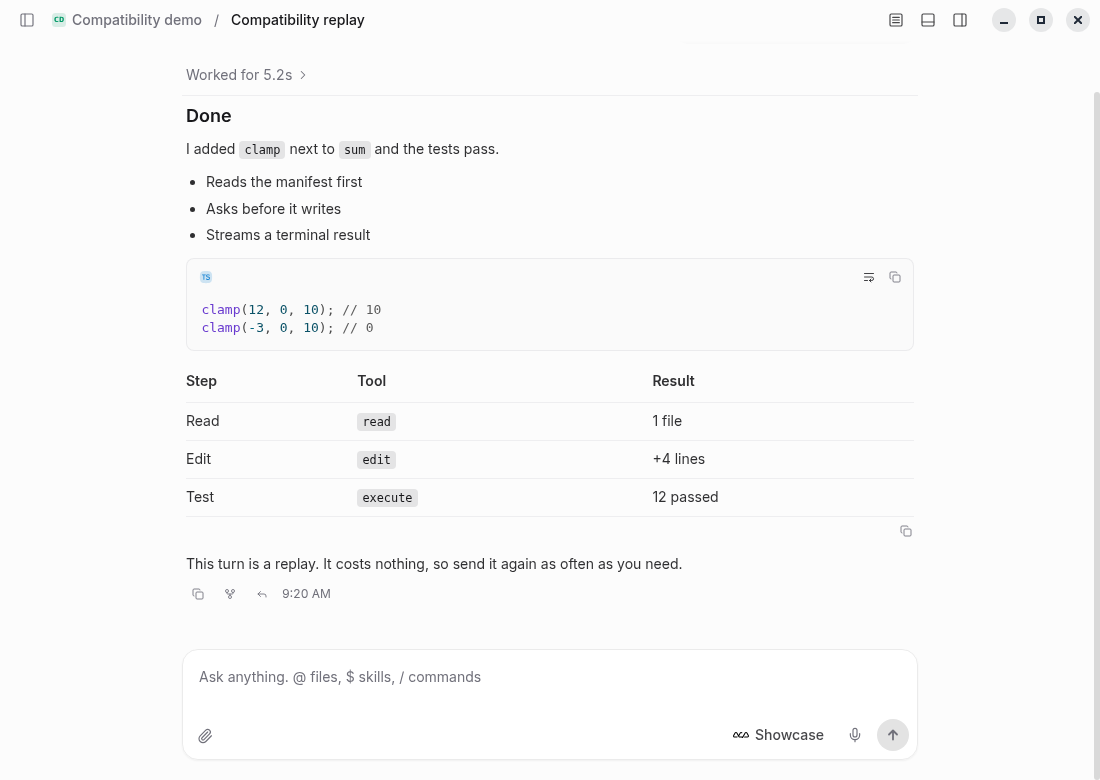 CD Compatibility demo / Compatibility replay
Worked for 5.2s
Done
I added clamp next to sum and the tests pass.
Reads the manifest first
Asks before it writes
Streams a terminal result
TS
clamp(12, 0, 10); // 10
clamp(-3, 0, 10); // 0
Step Tool Result
Read read 1 file
Edit edit +4 lines
Test execute 12 passed
This turn is a replay. It costs nothing, so send it again as often as you need.
9:20 AM
Ask anything. @ files, $ skills, / commands
Showcase